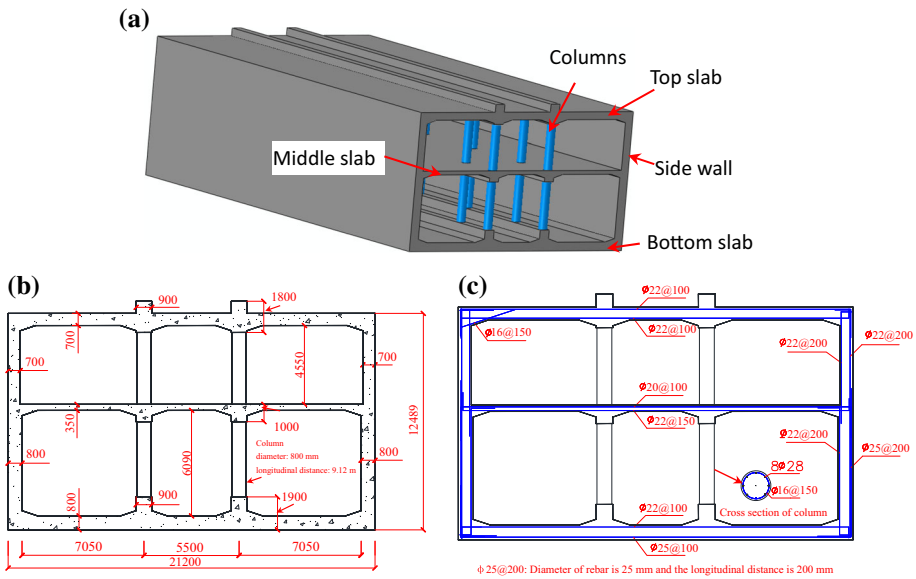 (a)
Columns
Top slab
Middle slab
Side wall
Bottom slab
(b)
900
1800
700
700
4550
700
12489
350
1000
Column
diameter: 800 mm
longitudinal distance: 9.12 m
6090
800
800
900
1900
800
7050
5500
7050
21200
(c)
ϕ22@100
ϕ16@150
ϕ22@100
ϕ22@200
ϕ22@200
ϕ20@100
ϕ22@150
ϕ22@200
ϕ25@200
8ϕ28
ϕ16@150
Cross section of column
ϕ22@100
ϕ25@100
ϕ25@200: Diameter of rebar is 25 mm and the longitudinal distance is 200 mm